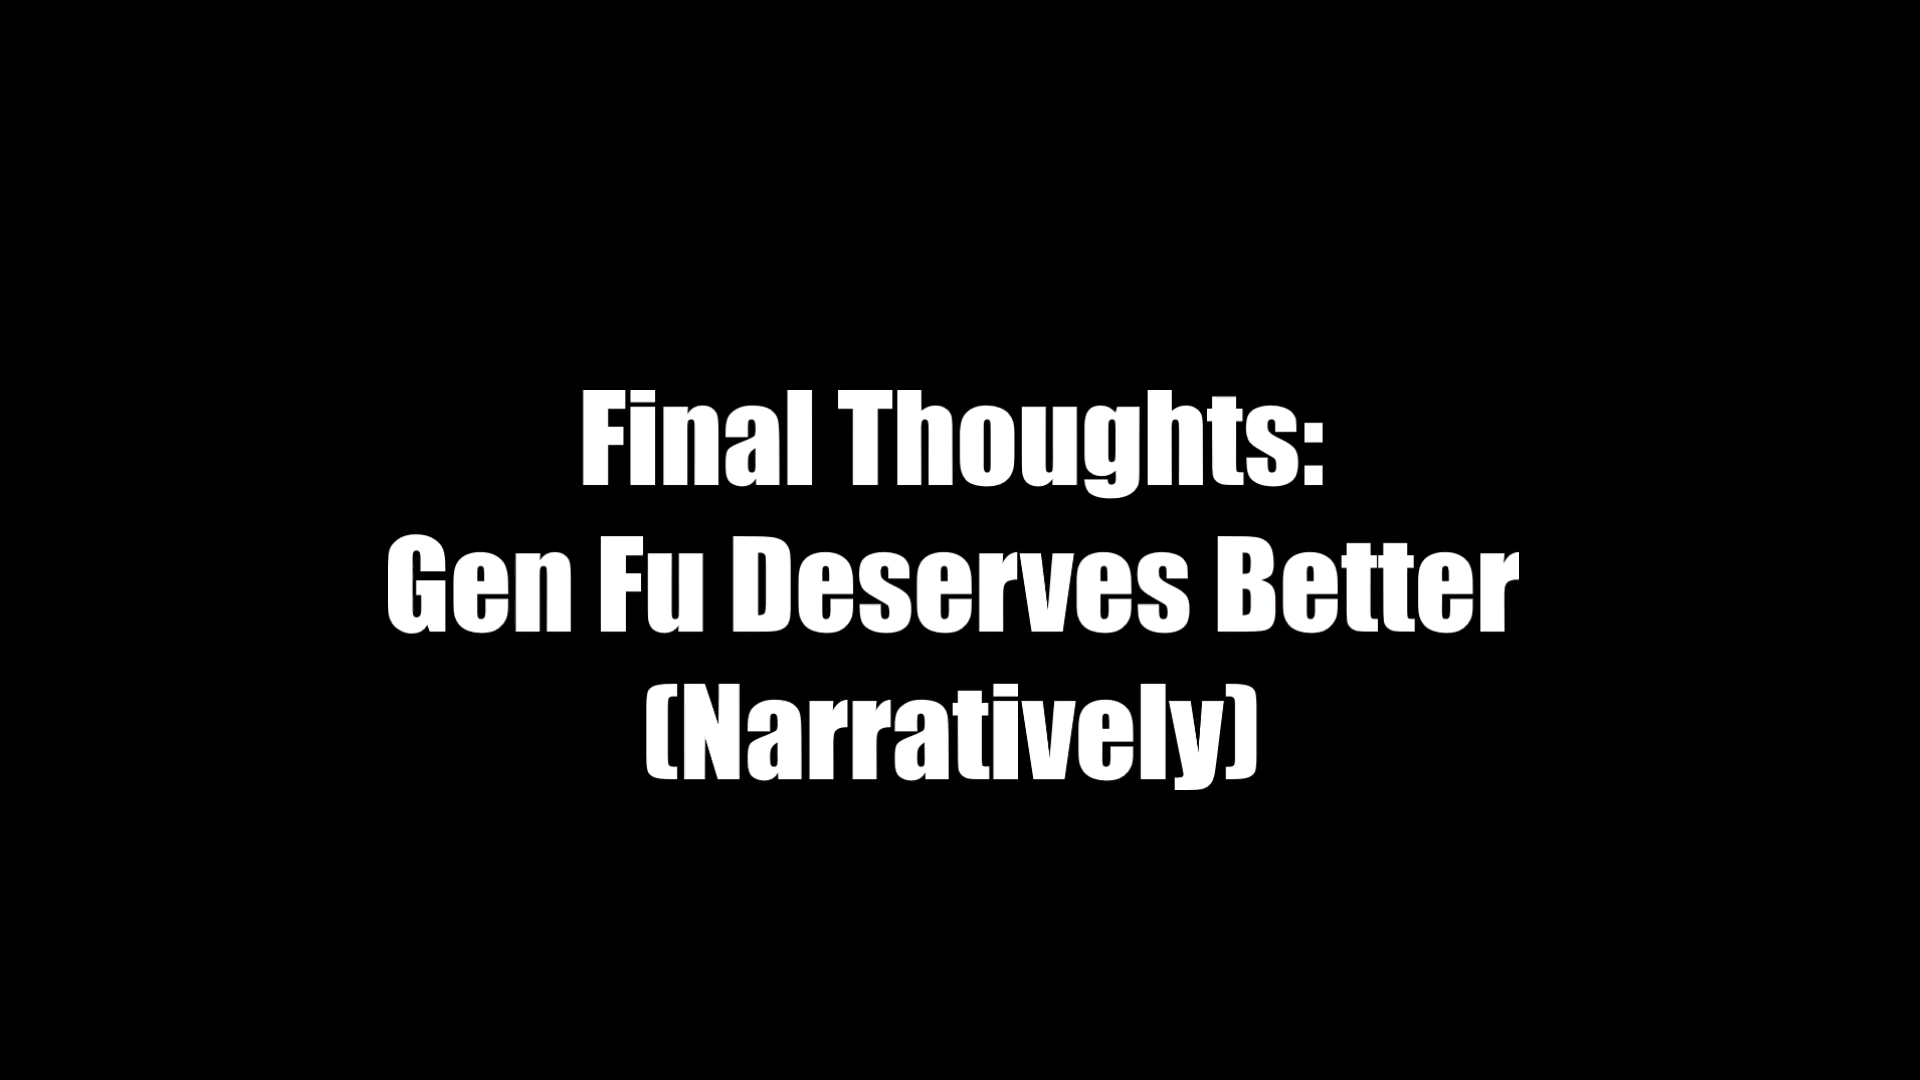 Final Thoughts:
Gen Fu Deserves Better
(Narratively)